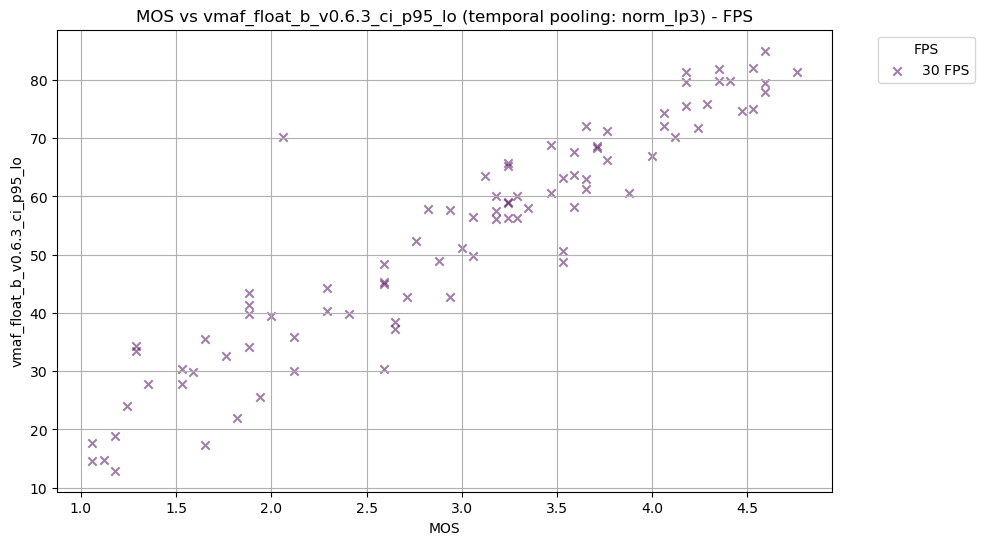 MOS vs vmaf_float_b_v0.6.3_ci_p95_lo (temporal pooling: norm_lp3) - FPS
FPS
30 FPS
vmaf_float_b_v0.6.3_ci_p95_lo
80
70
60
50
40
30
20
10
1.0 1.5 2.0 2.5 3.0 3.5 4.0 4.5
MOS